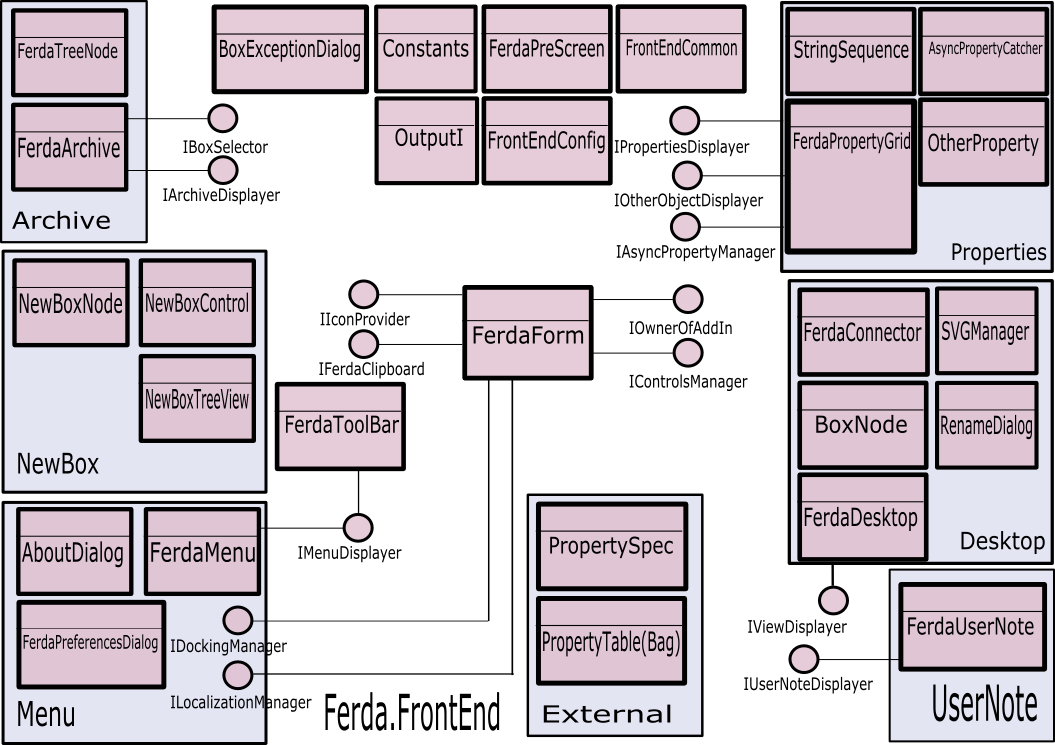 FerdaTreeNode
FerdaArchive
IBoxSelector
IArchiveDisplayer
Archive
BoxExceptionDialog
Constants
FerdaPreScreen
FrontEndCommon
OutputI
FrontEndConfig
StringSequence
AsyncPropertyCatcher
FerdaPropertyGrid
OtherProperty
IPropertiesDisplayer
IOtherObjectDisplayer
IAsyncPropertyManager
Properties
NewBoxNode
NewBoxControl
NewBoxTreeView
NewBox
IIconProvider
IFerdaClipboard
FerdaForm
IOwnerOfAddIn
IControlsManager
FerdaToolBar
IMenuDisplayer
FerdaConnector
SVGManager
BoxNode
RenameDialog
FerdaDesktop
Desktop
IViewDisplayer
AboutDialog
FerdaMenu
FerdaPreferencesDialog
IDockingManager
ILocalizationManager
Menu
Ferda.FrontEnd
PropertySpec
PropertyTable(Bag)
External
FerdaUserNote
IUserNoteDisplayer
UserNote